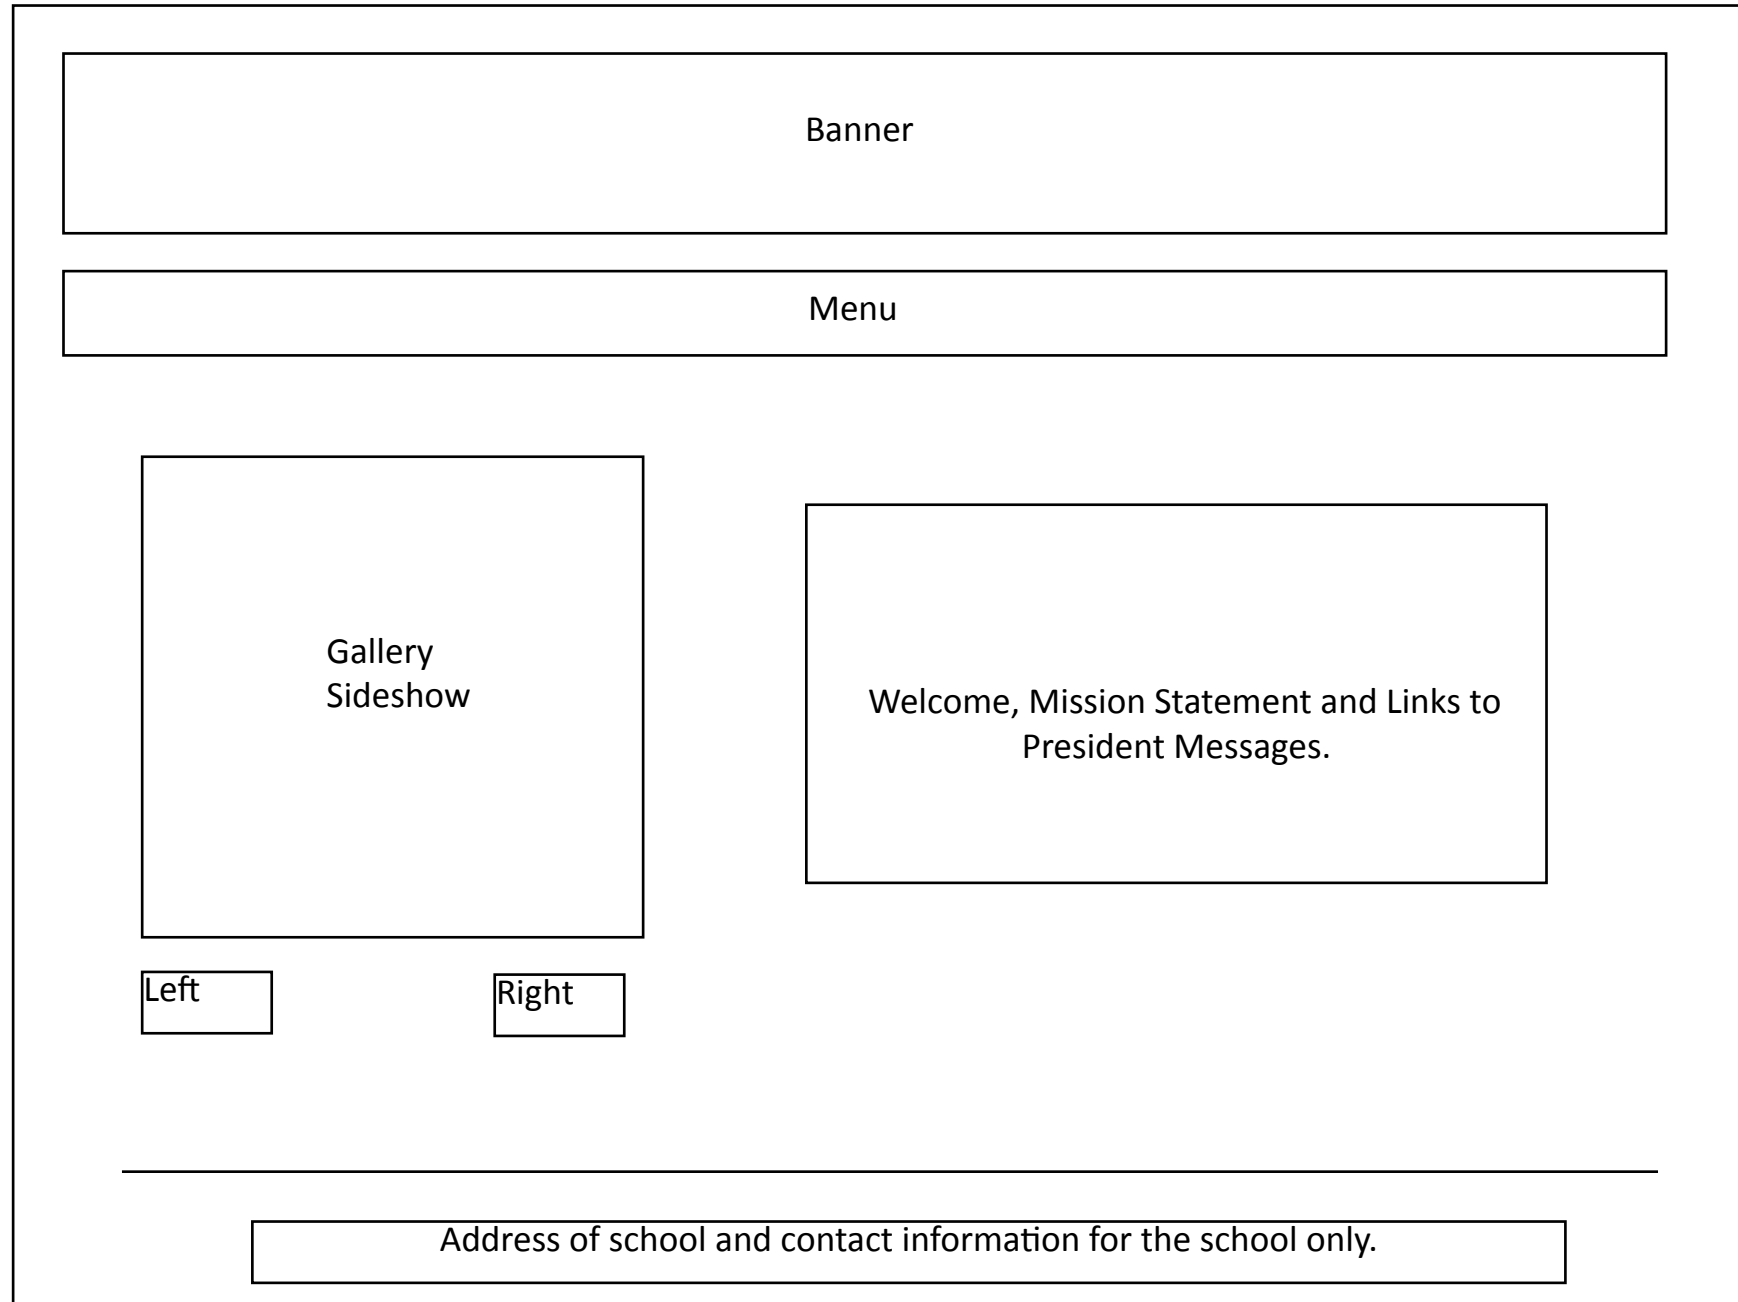 Banner
Menu
Gallery
Sideshow
Welcome, Mission Statement and Links to
President Messages.
Left
Right
Address of school and contact information for the school only.